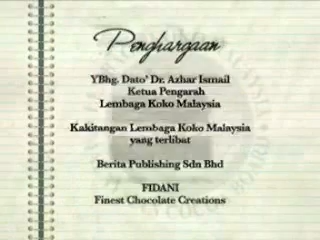 Penghargaan
YBhg. Dato' Dr. Azhar Ismail
Ketua Pengarah
Lembaga Koko Malaysia
Kakitangan Lembaga Koko Malaysia
yang terlibat
Berita Publishing Sdn Bhd
FIDANI
Finest Chocolate Creations